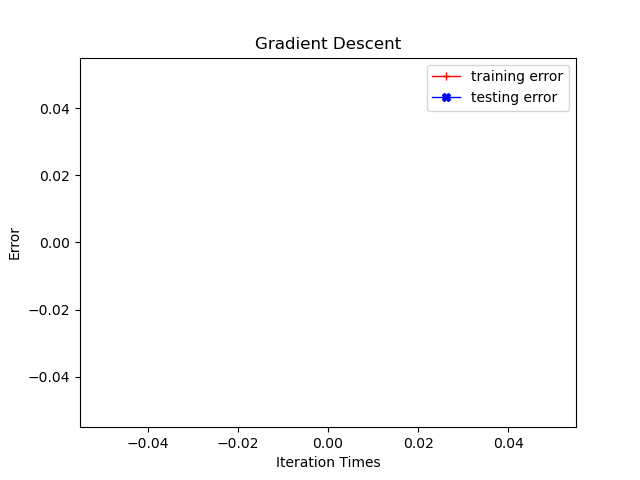 Gradient Descent
training error
testing error
0.04
0.02
0.00
−0.02
−0.04
Error
−0.04
−0.02
0.00
0.02
0.04
Iteration Times